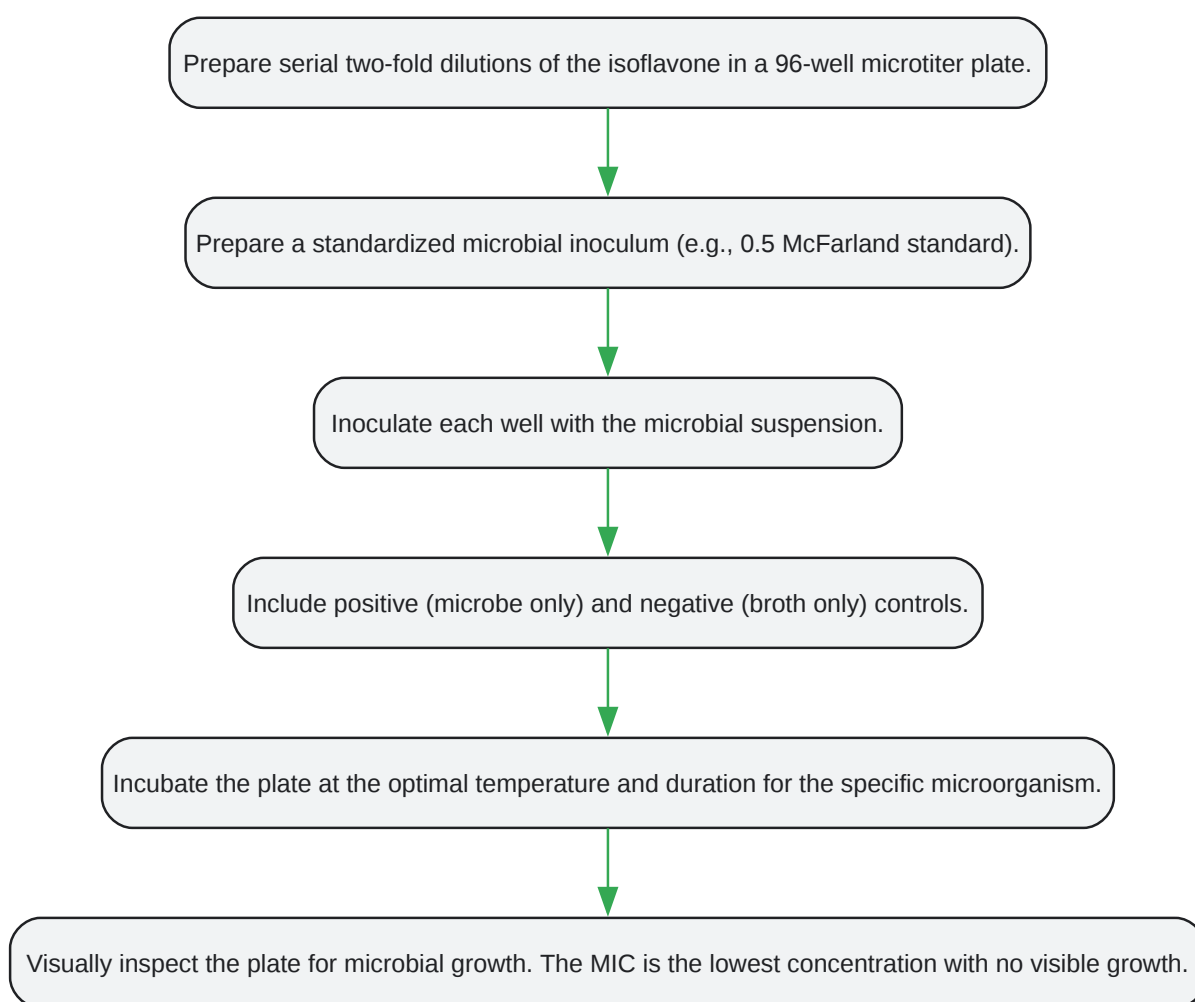 Prepare serial two-fold dilutions of the isoflavone in a 96-well microtiter plate.
Prepare a standardized microbial inoculum (e.g., 0.5 McFarland standard).
Inoculate each well with the microbial suspension.
Include positive (microbe only) and negative (broth only) controls.
Incubate the plate at the optimal temperature and duration for the specific microorganism.
Visually inspect the plate for microbial growth. The MIC is the lowest concentration with no visible growth.